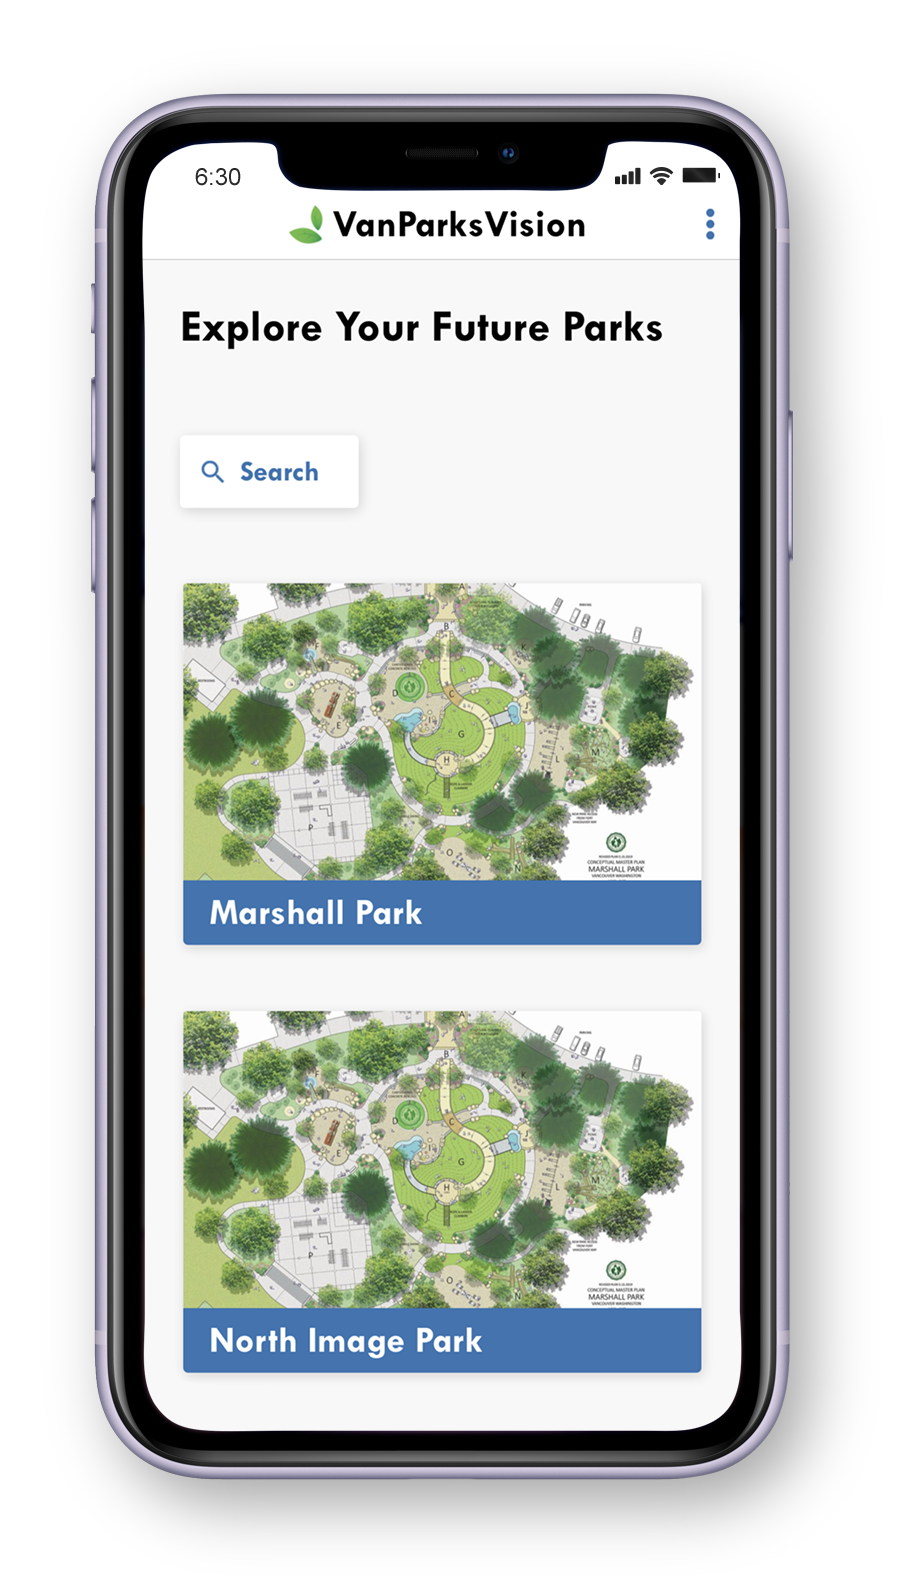 6:30
VanParksVision
Explore Your Future Parks
Search
A
B
K
D
C
J
E
I
G
H
L
M
P
O
N
CONCEPTUAL MASTER PLAN
MARSHALL PARK
VANCOUVER WASHINGTON
Marshall Park
A
B
K
D
C
J
E
I
G
H
L
M
P
O
CONCEPTUAL MASTER PLAN
MARSHALL PARK
VANCOUVER WASHINGTON
North Image Park